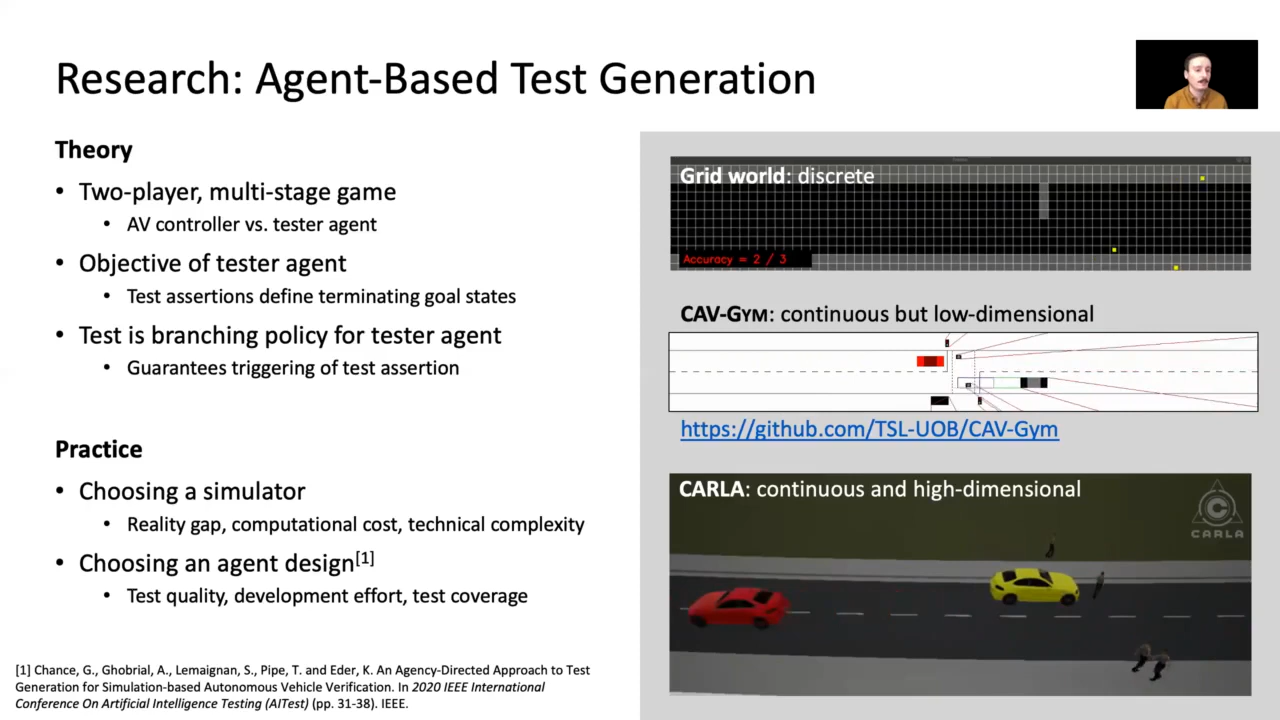 Research: Agent-Based Test Generation
Theory
• Two-player, multi-stage game
• AV controller vs. tester agent
• Objective of tester agent
• Test assertions define terminating goal states
• Test is branching policy for tester agent
• Guarantees triggering of test assertion
Practice
• Choosing a simulator
• Reality gap, computational cost, technical complexity
• Choosing an agent design[1]
• Test quality, development effort, test coverage
[1] Chance, G., Ghobrial, A., Lemaignan, S., Pipe, T. and Eder, K. An Agency-Directed Approach to Test
Generation for Simulation-based Autonomous Vehicle Verification. In 2020 IEEE International
Conference On Artificial Intelligence Testing (AITest) (pp. 31-38). IEEE.
Grid world: discrete
Accuracy = 2 / 3
CAV-GYM: continuous but low-dimensional
https://github.com/TSL-UOB/CAV-Gym
CARLA: continuous and high-dimensional
CARLA